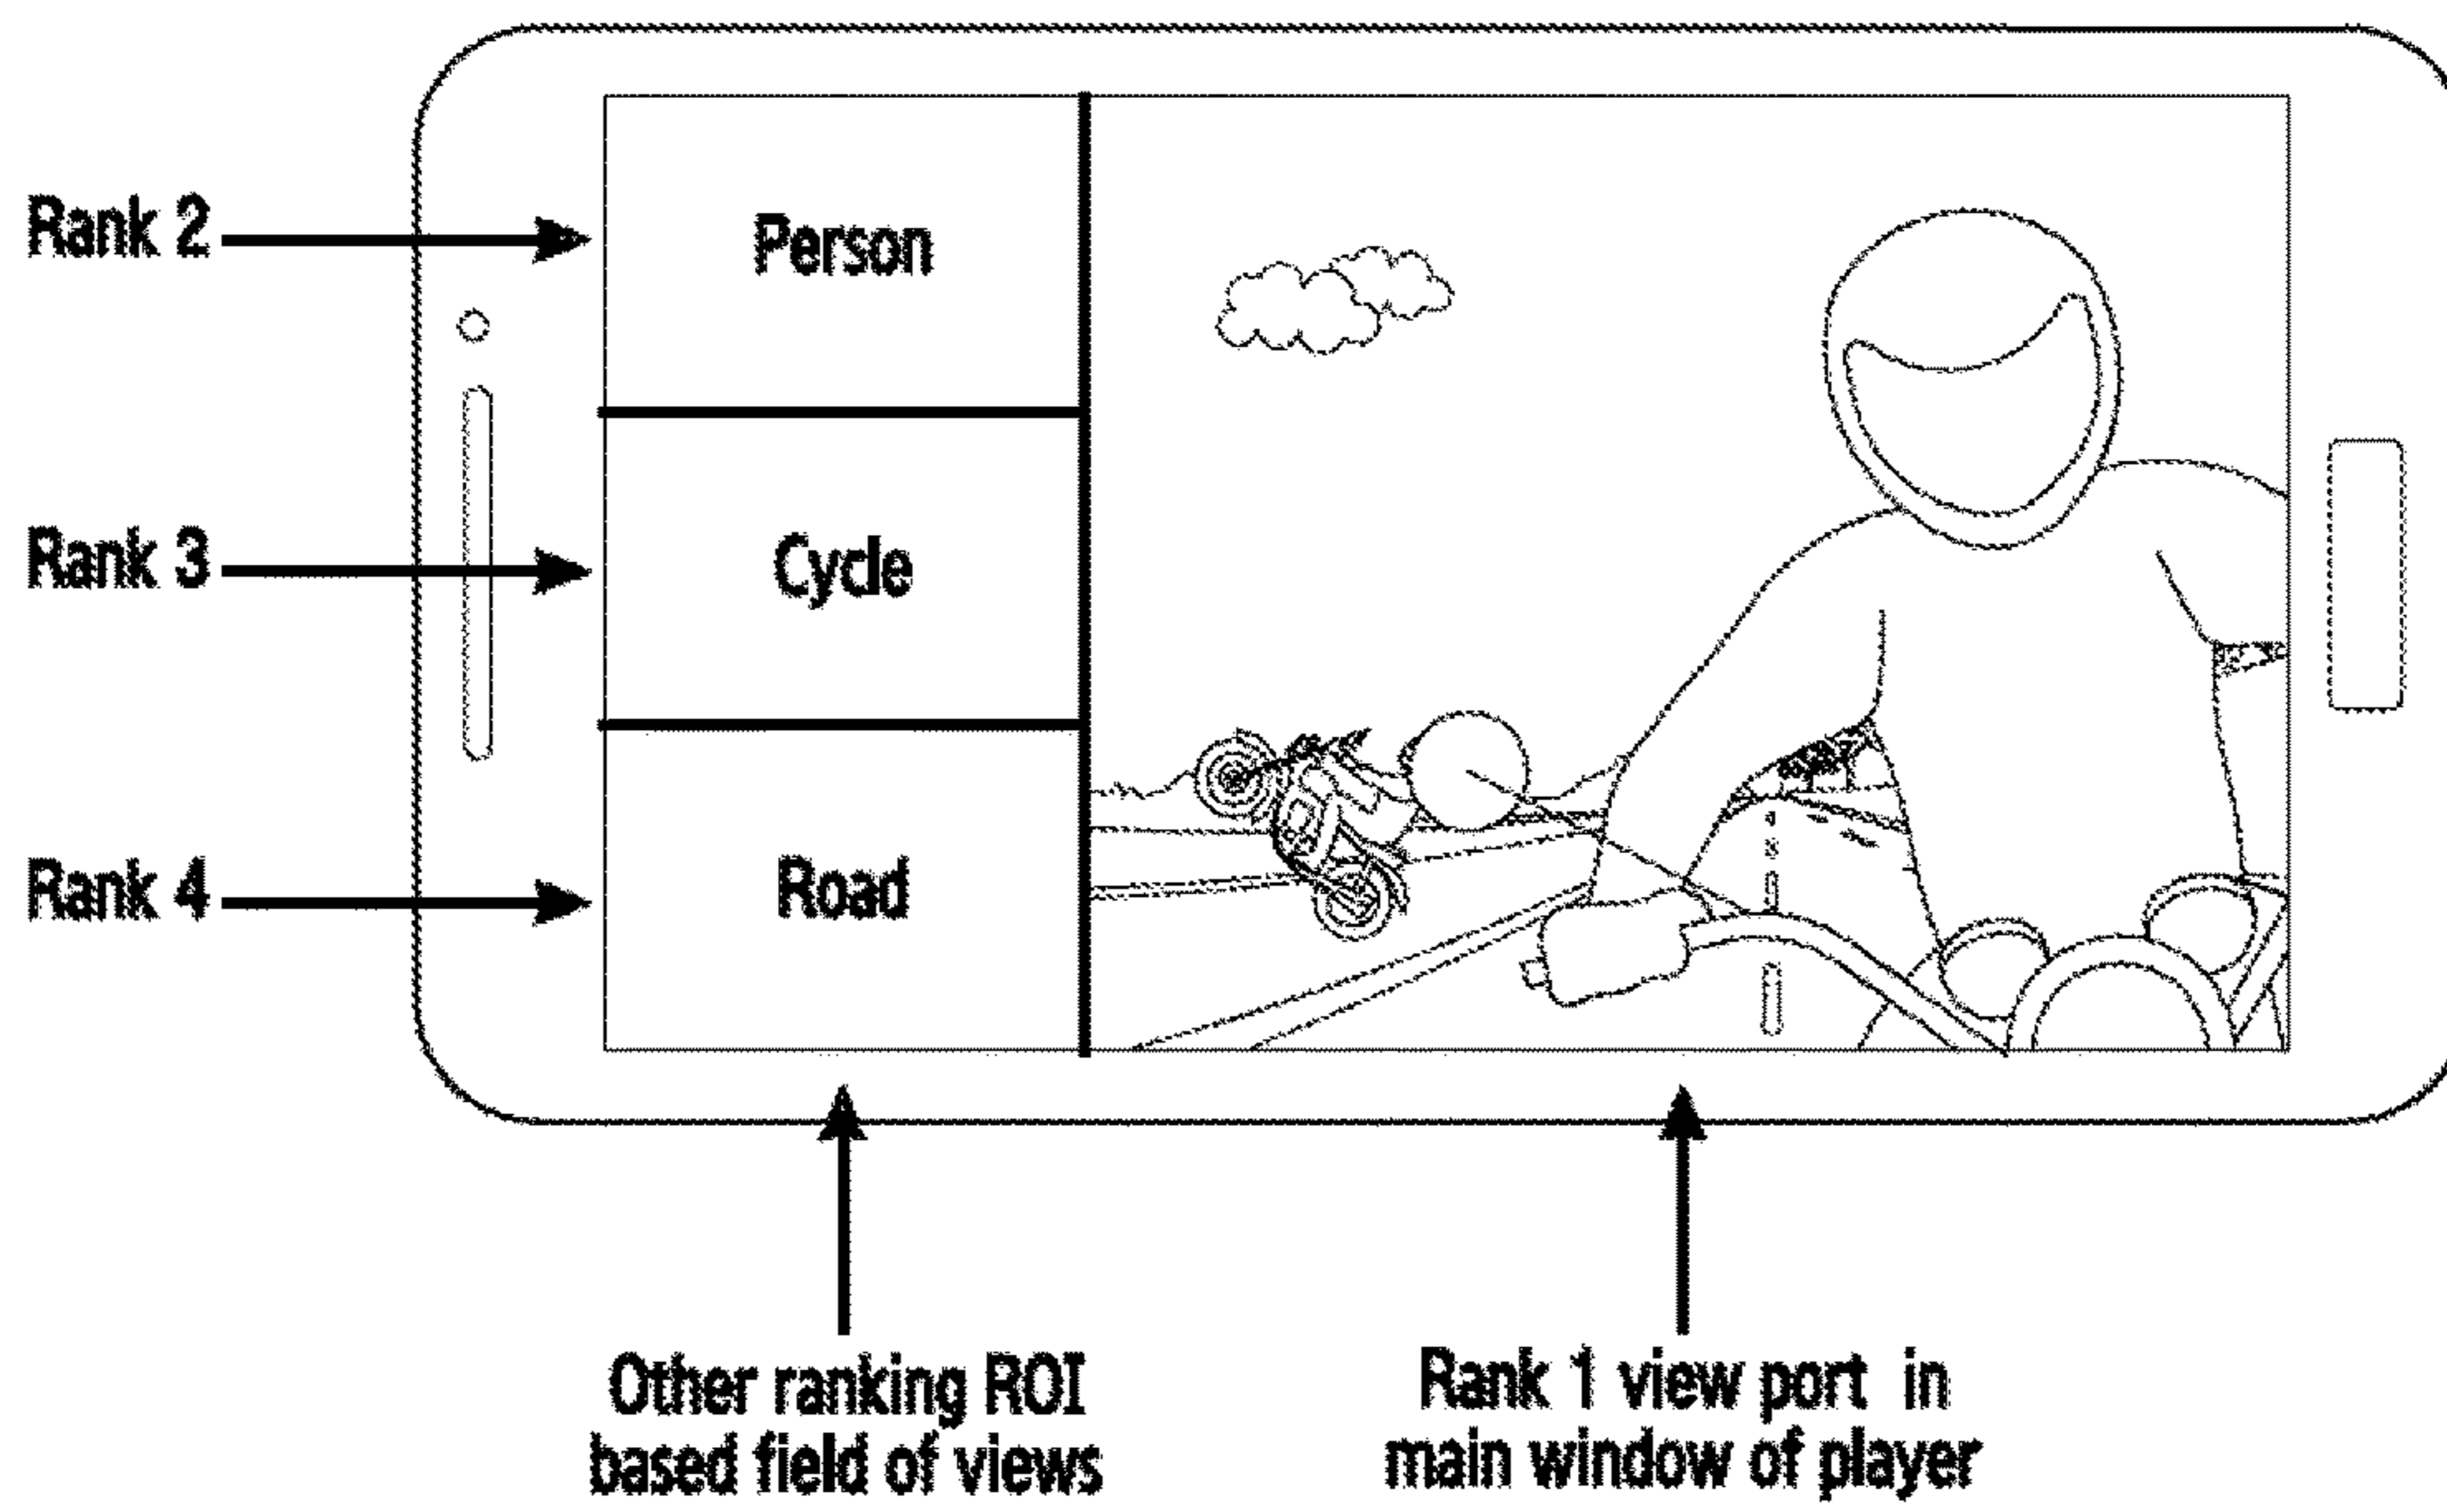 Rank 2
Person
Rank 3
Cycle
Rank 4
Road
Other ranking ROI
based field of views
Rank 1 view port in
main window of player